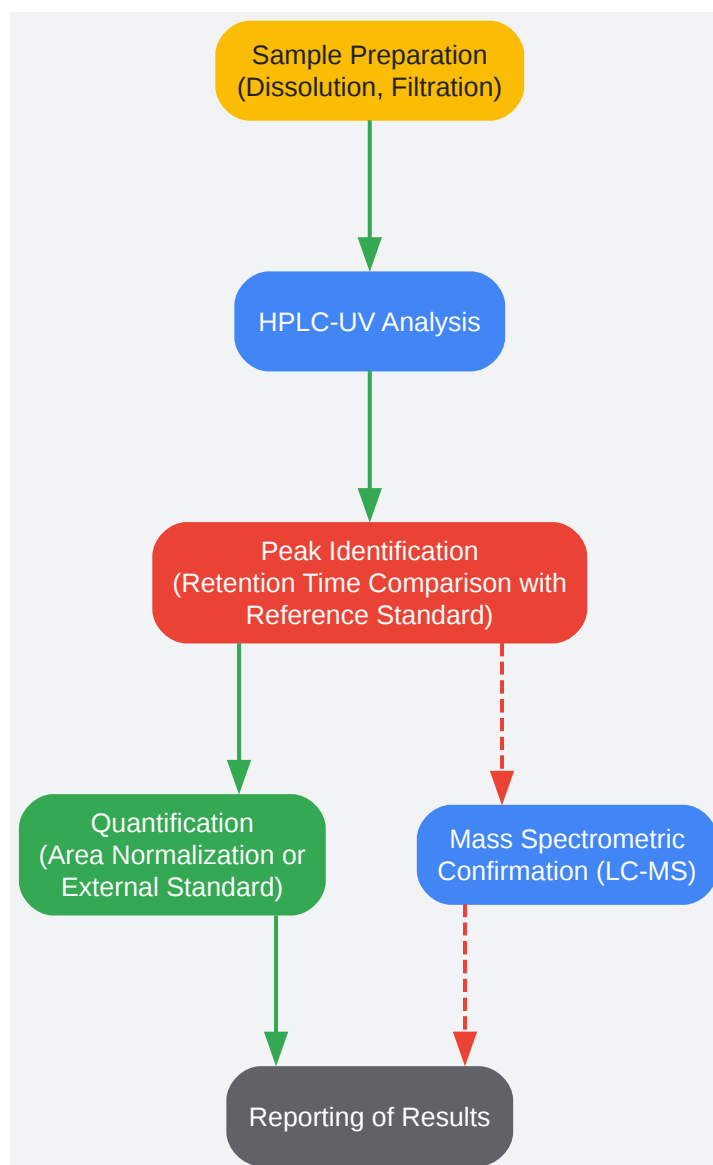 Sample Preparation
(Dissolution, Filtration)
HPLC-UV Analysis
Peak Identification
(Retention Time Comparison with
Reference Standard)
Quantification
(Area Normalization or
External Standard)
Mass Spectrometric
Confirmation (LC-MS)
Reporting of Results